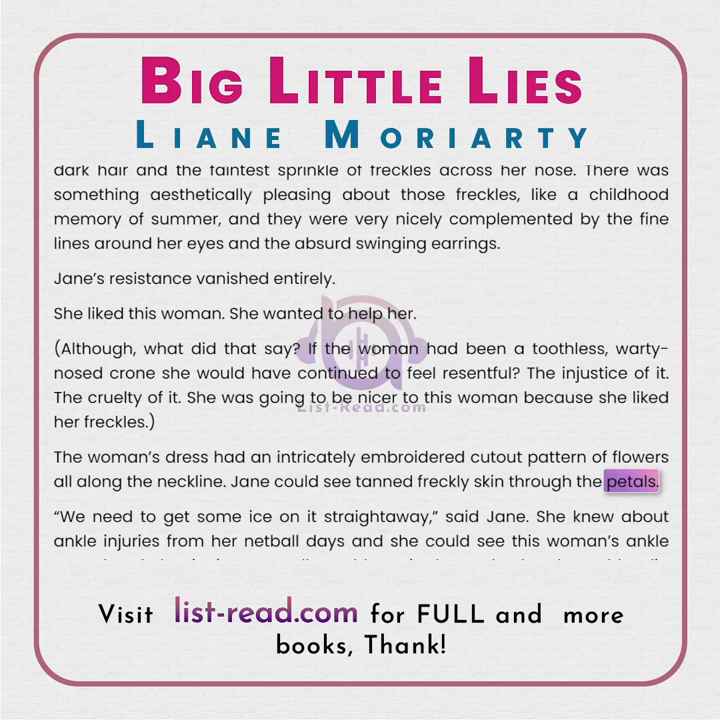 Big Little Lies
Liane Moriarty
dark hair and the faintest sprinkle of freckles across her nose. There was
something aesthetically pleasing about those freckles, like a childhood
memory of summer, and they were very nicely complemented by the fine
lines around her eyes and the absurd swinging earrings.
Jane’s resistance vanished entirely.
She liked this woman. She wanted to help her.
(Although, what did that say? If the woman had been a toothless, warty-
nosed crone she would have continued to feel resentful? The injustice of it.
The cruelty of it. She was going to be nicer to this woman because she liked
List-Read.com
her freckles.)
The woman’s dress had an intricately embroidered cutout pattern of flowers
all along the neckline. Jane could see tanned freckly skin through the petals.
“We need to get some ice on it straightaway,” said Jane. She knew about
ankle injuries from her netball days and she could see this woman’s ankle
Visit list-read.com for FULL and more
books, Thank!